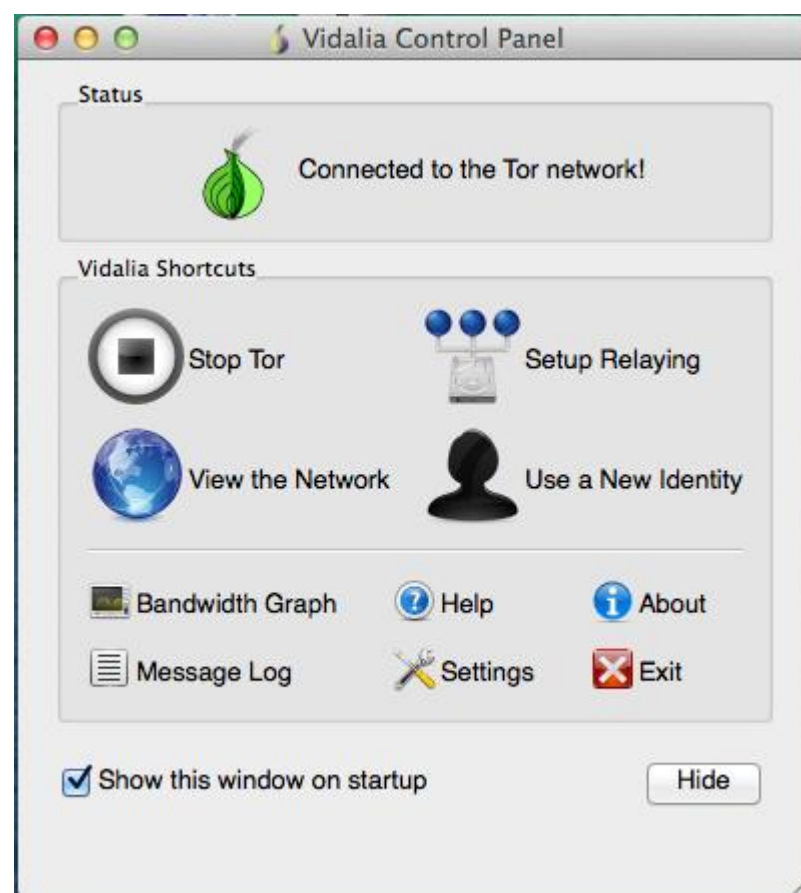 Vidalia Control Panel
Status
Connected to the Tor network!
Vidalia Shortcuts
Stop Tor
Setup Relaying
View the Network
Use a New Identity
Bandwidth Graph
Help
About
Message Log
Settings
Exit
Show this window on startup
Hide